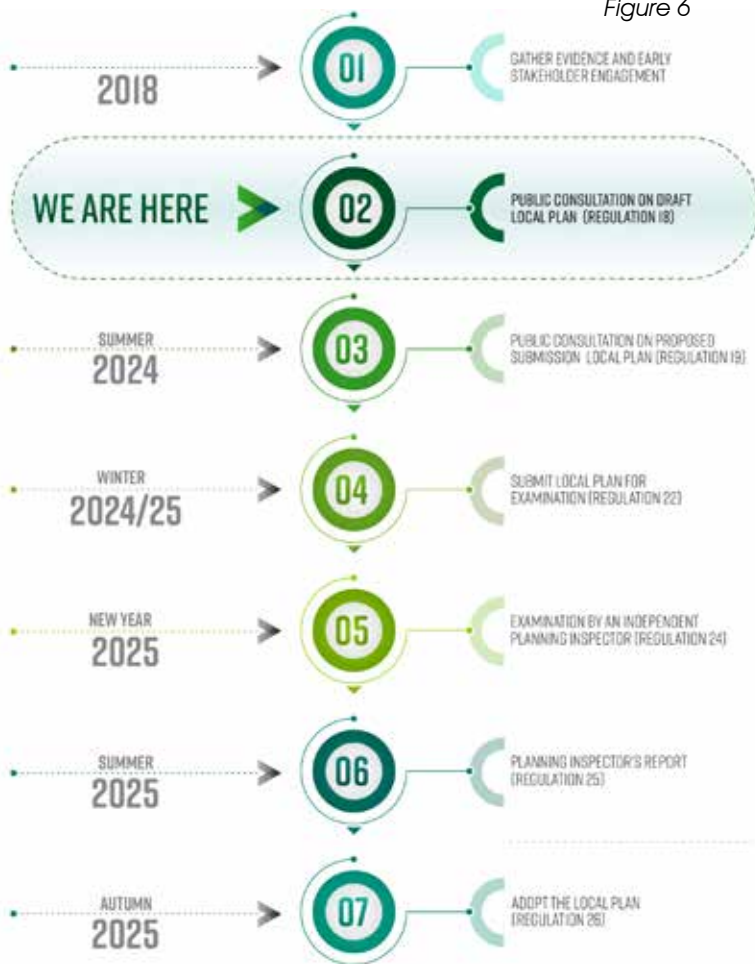 Figure 6
2018
01
GATHER EVIDENCE AND EARLY
STAKEHOLDER ENGAGEMENT
WE ARE HERE
02
PUBLIC CONSULTATION ON DRAFT
LOCAL PLAN (REGULATION 18)
SUMMER
2024
03
PUBLIC CONSULTATION ON PROPOSED
SUBMISSION LOCAL PLAN (REGULATION 19)
WINTER
2024/25
04
SUBMIT LOCAL PLAN FOR
EXAMINATION (REGULATION 22)
NEW YEAR
2025
05
EXAMINATION BY AN INDEPENDENT
PLANNING INSPECTOR (REGULATION 24)
SUMMER
2025
06
PLANNING INSPECTOR'S REPORT
(REGULATION 25)
AUTUMN
2025
07
ADOPT THE LOCAL PLAN
(REGULATION 26)